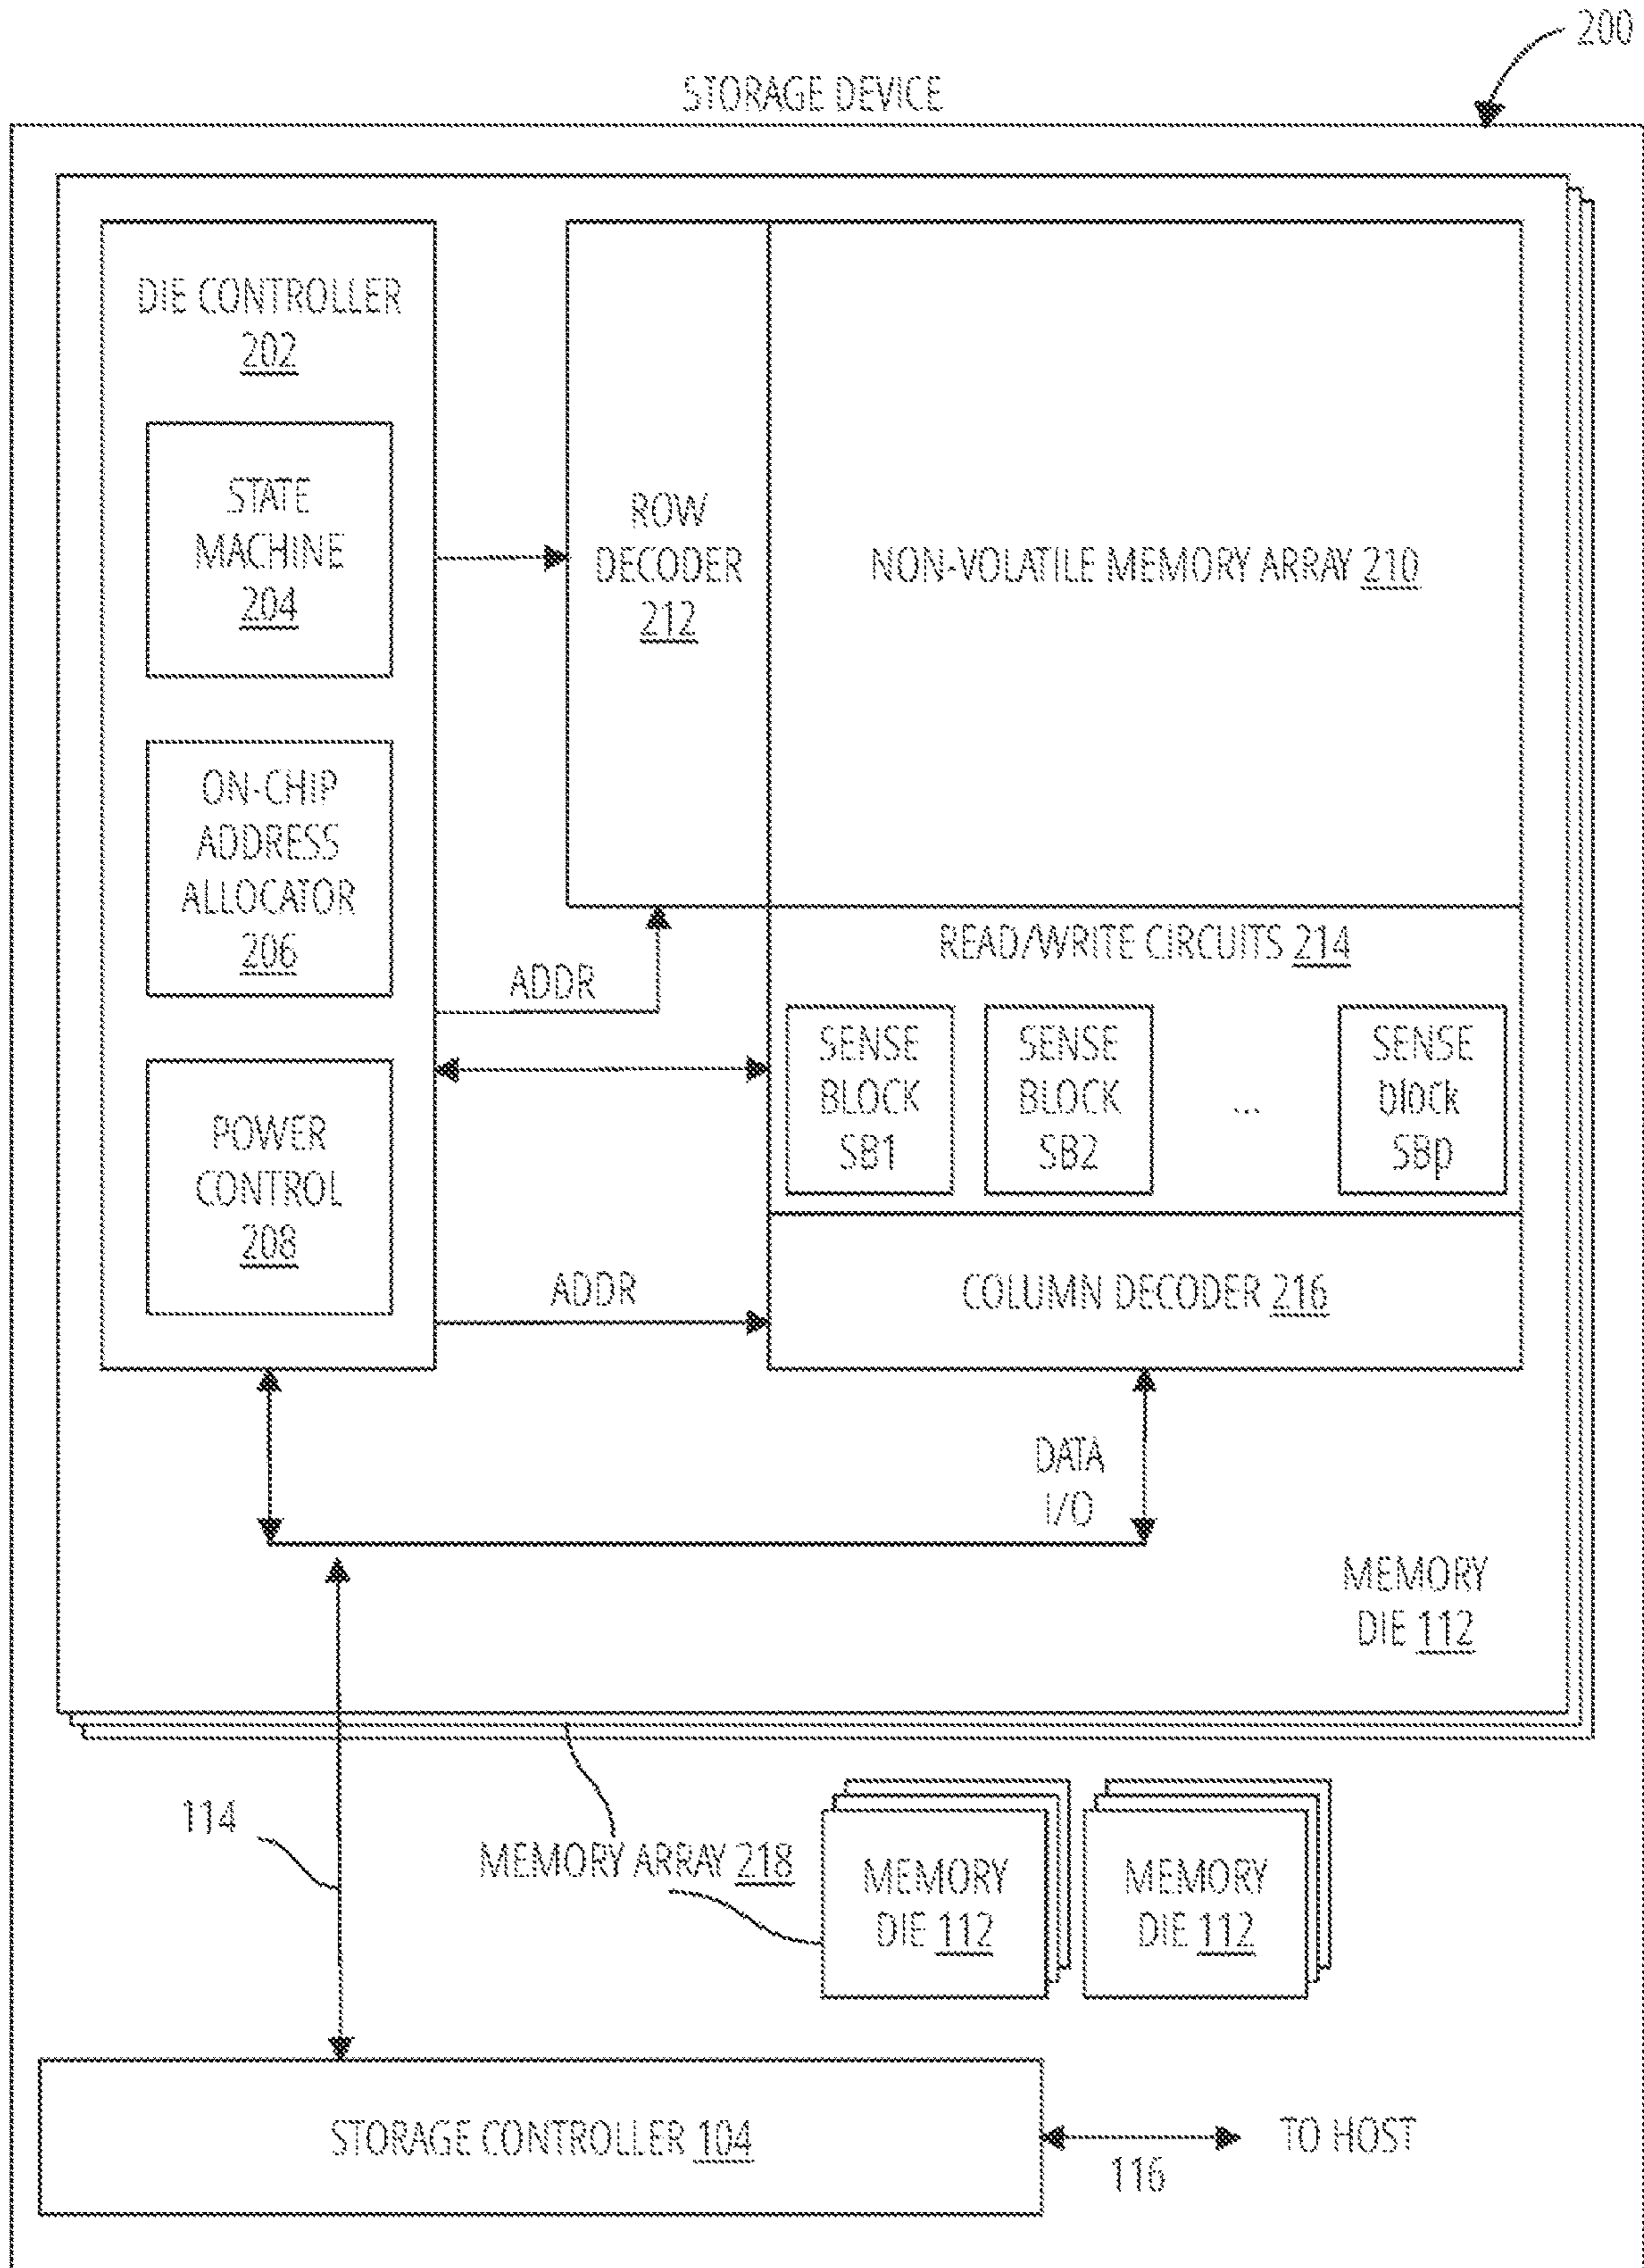 200
STORAGE DEVICE
DIE CONTROLLER
202
STATE
MACHINE
204
ON-CHIP
ADDRESS
ALLOCATOR
206
POWER
CONTROL
208
ROW
DECODER
212
NON-VOLATILE MEMORY ARRAY 210
ADDR
READ/WRITE CIRCUITS 214
SENSE
BLOCK
SB1
SENSE
BLOCK
SB2
...
SENSE
block
SBp
ADDR
COLUMN DECODER 216
DATA
I/O
MEMORY
DIE 112
114
MEMORY ARRAY 218
MEMORY
DIE 112
MEMORY
DIE 112
STORAGE CONTROLLER 104
TO HOST
116